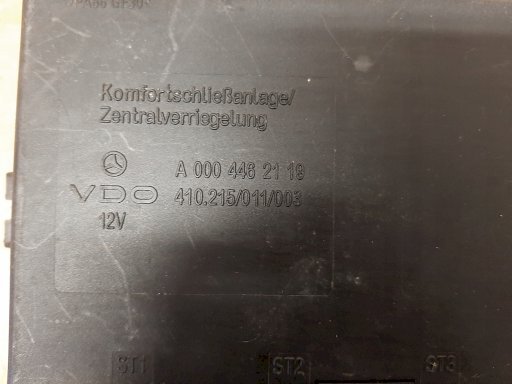 Komfortschließanlage/
Zentralverriegelung
A 000 446 21 19
VDO 410.215/011/003
12V
ST1 ST2 ST3